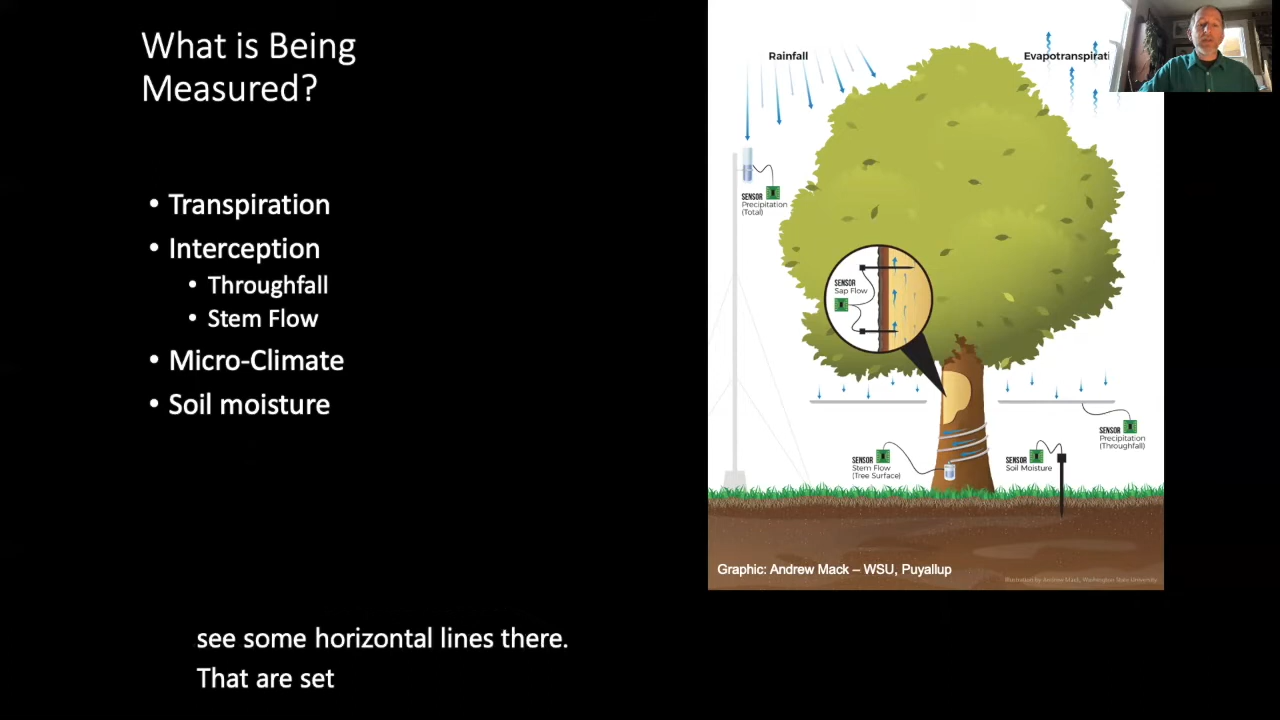 What is Being
Measured?
• Transpiration
• Interception
• Throughfall
• Stem Flow
• Micro-Climate
• Soil moisture
Rainfall
Evapotranspirati
SENSOR
Precipitation
(Total)
SENSOR
Sap Flow
SENSOR
Precipitation
(Throughfall)
SENSOR
Stem Flow
(Tree Surface)
SENSOR
Soil Moisture
Graphic: Andrew Mack – WSU, Puyallup
Illustration by Andrew Mack, Washington State University
see some horizontal lines there.
That are set